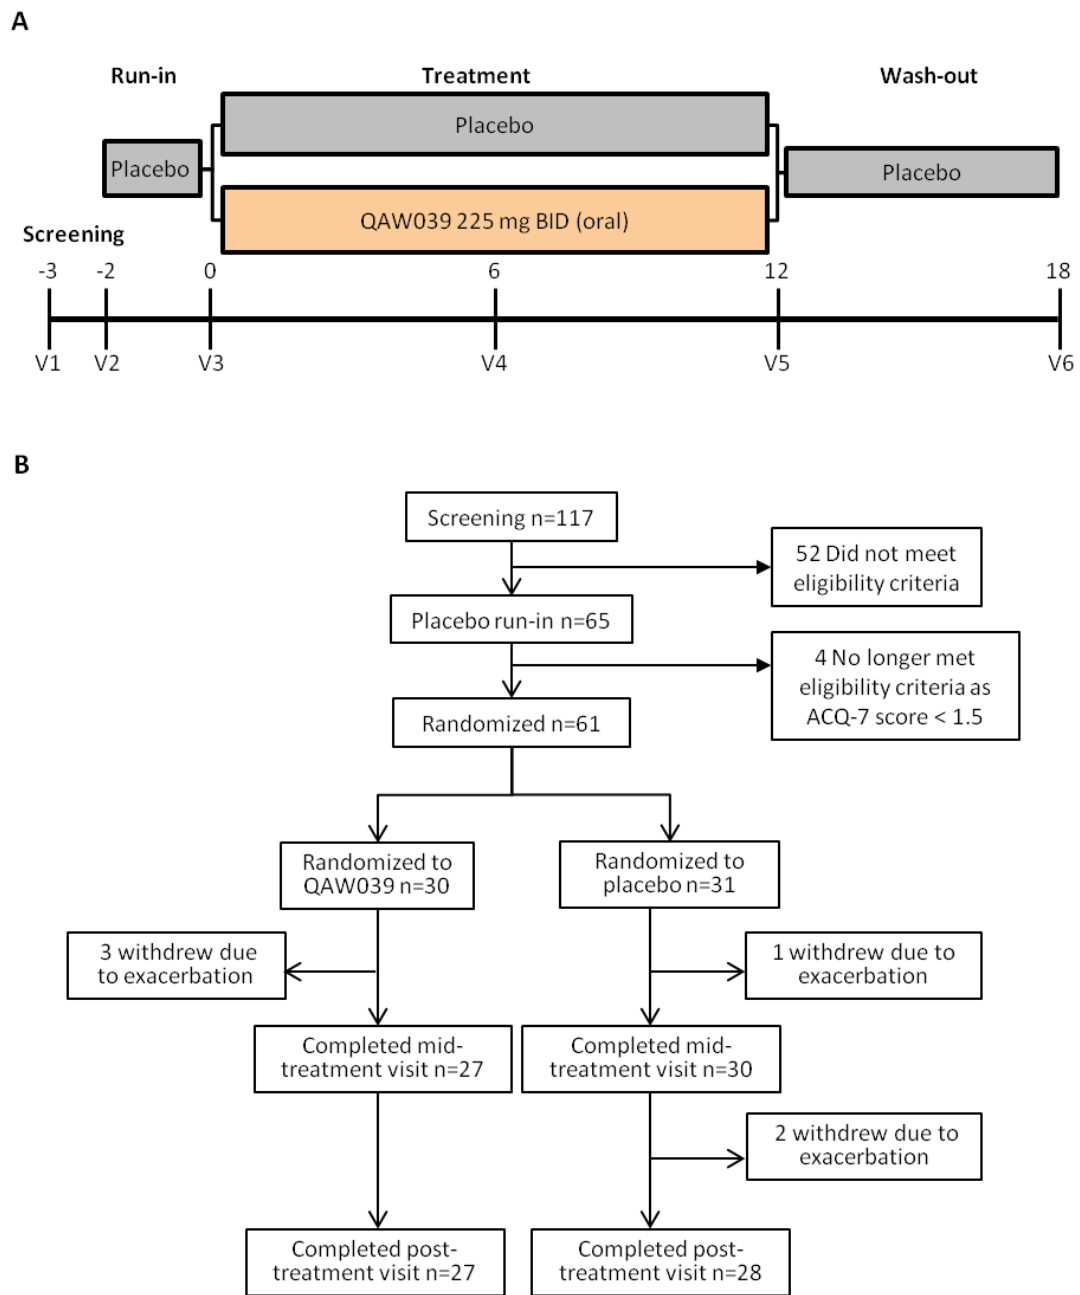 A
Run-in
Treatment
Wash-out
Placebo
Placebo
Placebo
QAW039 225 mg BID (oral)
Screening
-3
-2
0
6
12
18
V1
V2
V3
V4
V5
V6
B
Screening n=117
52 Did not meet
eligibility criteria
Placebo run-in n=65
4 No longer met
eligibility criteria as
ACQ-7 score < 1.5
Randomized n=61
Randomized to
QAW039 n=30
Randomized to
placebo n=31
3 withdrew due
to exacerbation
1 withdrew due to
exacerbation
Completed mid-
treatment visit n=27
Completed mid-
treatment visit n=30
2 withdrew due to
exacerbation
Completed post-
treatment visit n=27
Completed post-
treatment visit n=28